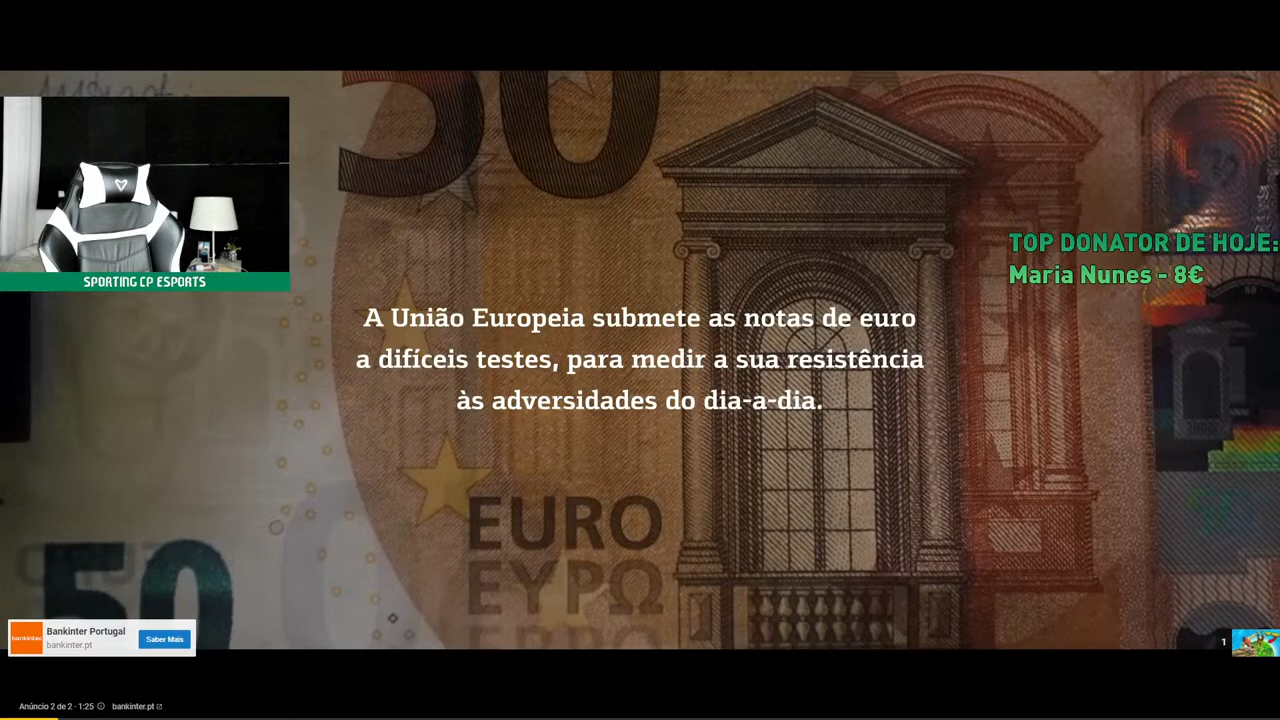 50
SPORTING CP ESPORTS
TOP DONATOR DE HOJE:
Maria Nunes - 8€
A União Europeia submete as notas de euro
a difíceis testes, para medir a sua resistência
às adversidades do dia-a-dia.
EURO
ΕΥΡΩ
50
bankinter
Bankinter Portugal
bankinter.pt
Saber Mais
1
Anúncio 2 de 2 · 1:25
bankinter.pt